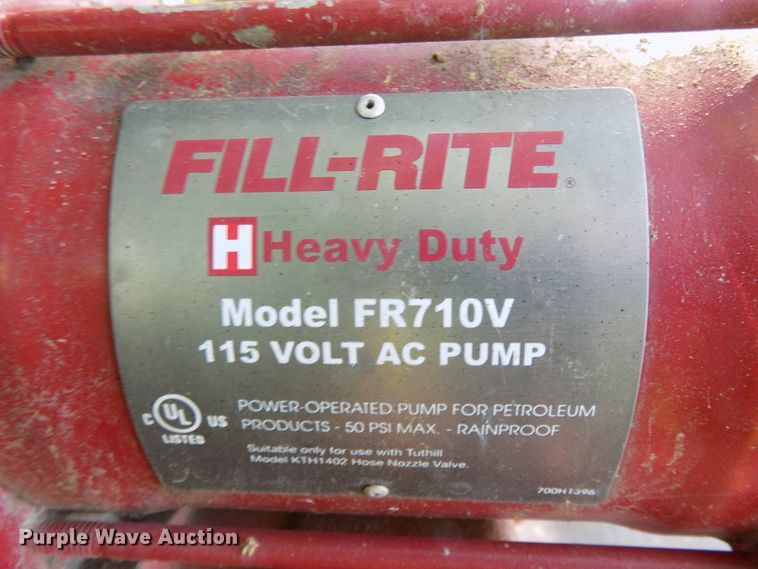 FILL-RITE®
H Heavy Duty
Model FR710V
115 VOLT AC PUMP
C UL US
LISTED
POWER-OPERATED PUMP FOR PETROLEUM
PRODUCTS - 50 PSI MAX. - RAINPROOF
Suitable only for use with Tuthill
Model KTH1402 Hose Nozzle Valve.
700H1396
Purple Wave Auction